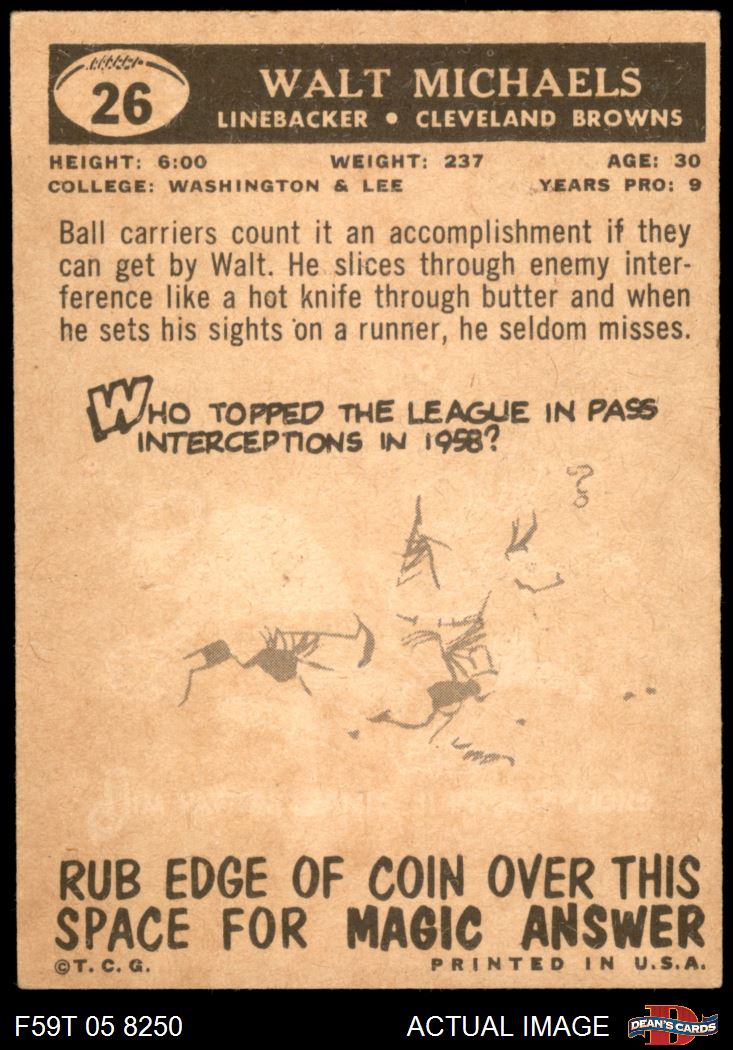 26
WALT MICHAELS
LINEBACKER • CLEVELAND BROWNS
HEIGHT: 6:00 WEIGHT: 237 AGE: 30
COLLEGE: WASHINGTON & LEE YEARS PRO: 9
Ball carriers count it an accomplishment if they
can get by Walt. He slices through enemy inter-
ference like a hot knife through butter and when
he sets his sights on a runner, he seldom misses.
WHO TOPPED THE LEAGUE IN PASS
INTERCEPTIONS IN 1958?
?
RUB EDGE OF COIN OVER THIS
SPACE FOR MAGIC ANSWER
©T. C. G. PRINTED IN U.S.A.
F59T 05 8250 ACTUAL IMAGE DEAN'S CARDS